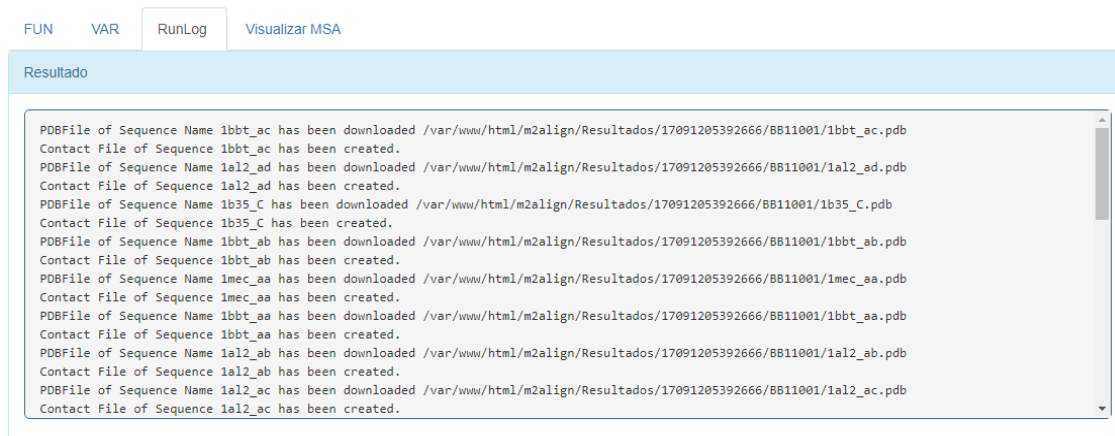 FUN VAR RunLog Visualizar MSA
Resultado
PDBFile of Sequence Name 1bbt_ac has been downloaded /var/www/html/m2align/Resultados/17091205392666/BB11001/1bbt_ac.pdb
Contact File of Sequence 1bbt_ac has been created.
PDBFile of Sequence Name 1al2_ad has been downloaded /var/www/html/m2align/Resultados/17091205392666/BB11001/1al2_ad.pdb
Contact File of Sequence 1al2_ad has been created.
PDBFile of Sequence Name 1b35_C has been downloaded /var/www/html/m2align/Resultados/17091205392666/BB11001/1b35_C.pdb
Contact File of Sequence 1b35_C has been created.
PDBFile of Sequence Name 1bbt_ab has been downloaded /var/www/html/m2align/Resultados/17091205392666/BB11001/1bbt_ab.pdb
Contact File of Sequence 1bbt_ab has been created.
PDBFile of Sequence Name 1mec_aa has been downloaded /var/www/html/m2align/Resultados/17091205392666/BB11001/1mec_aa.pdb
Contact File of Sequence 1mec_aa has been created.
PDBFile of Sequence Name 1bbt_aa has been downloaded /var/www/html/m2align/Resultados/17091205392666/BB11001/1bbt_aa.pdb
Contact File of Sequence 1bbt_aa has been created.
PDBFile of Sequence Name 1al2_ab has been downloaded /var/www/html/m2align/Resultados/17091205392666/BB11001/1al2_ab.pdb
Contact File of Sequence 1al2_ab has been created.
PDBFile of Sequence Name 1al2_ac has been downloaded /var/www/html/m2align/Resultados/17091205392666/BB11001/1al2_ac.pdb
Contact File of Sequence 1al2_ac has been created.